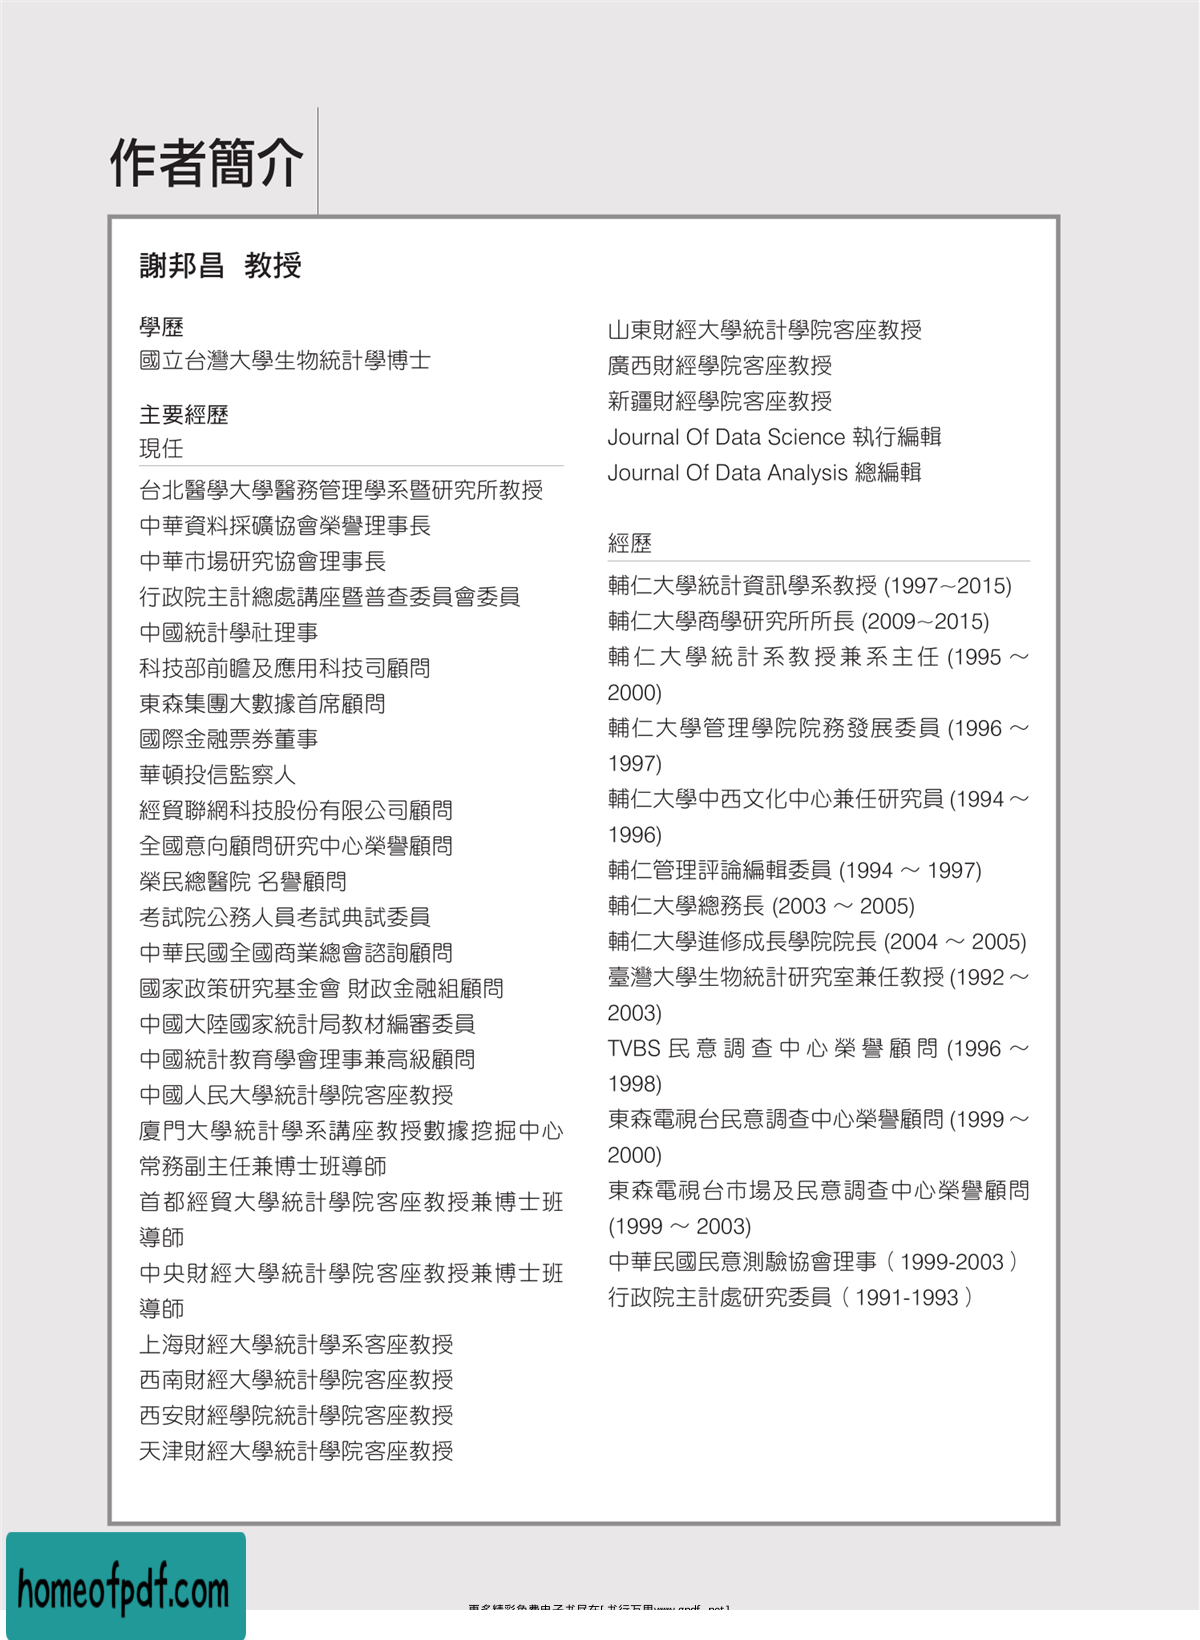 作者簡介
謝邦昌 教授
學歷
國立台灣大學生物統計學博士
主要經歷
現任
台北醫學大學醫務管理學系暨研究所教授
中華資料採礦協會榮譽理事長
中華市場研究協會理事長
行政院主計總處講座暨普查委員會委員
中國統計學社理事
科技部前瞻及應用科技司顧問
東森集團大數據首席顧問
國際金融票券董事
華頓投信監察人
經貿聯網科技股份有限公司顧問
全國意向顧問研究中心榮譽顧問
榮民總醫院 名譽顧問
考試院公務人員考試典試委員
中華民國全國商業總會諮詢顧問
國家政策研究基金會 財政金融組顧問
中國大陸國家統計局教材編審委員
中國統計教育學會理事兼高級顧問
中國人民大學統計學院客座教授
廈門大學統計學系講座教授數據挖掘中心
常務副主任兼博士班導師
首都經貿大學統計學院客座教授兼博士班
導師
中央財經大學統計學院客座教授兼博士班
導師
上海財經大學統計學系客座教授
西南財經大學統計學院客座教授
西安財經學院統計學院客座教授
天津財經大學統計學院客座教授
山東財經大學統計學院客座教授
廣西財經學院客座教授
新疆財經學院客座教授
Journal Of Data Science 執行編輯
Journal Of Data Analysis 總編輯
經歷
輔仁大學統計資訊學系教授 (1997~2015)
輔仁大學商學研究所所長 (2009~2015)
輔仁大學統計系教授兼系主任 (1995 ～
2000)
輔仁大學管理學院院務發展委員 (1996 ～
1997)
輔仁大學中西文化中心兼任研究員 (1994 ～
1996)
輔仁管理評論編輯委員 (1994 ～ 1997)
輔仁大學總務長 (2003 ～ 2005)
輔仁大學進修成長學院院長 (2004 ～ 2005)
臺灣大學生物統計研究室兼任教授 (1992 ～
2003)
TVBS 民意調查中心榮譽顧問 (1996 ～
1998)
東森電視台民意調查中心榮譽顧問 (1999 ～
2000)
東森電視台市場及民意調查中心榮譽顧問
(1999 ～ 2003)
中華民國民意測驗協會理事（1999-2003）
行政院主計處研究委員（1991-1993）
homeofpdf.com